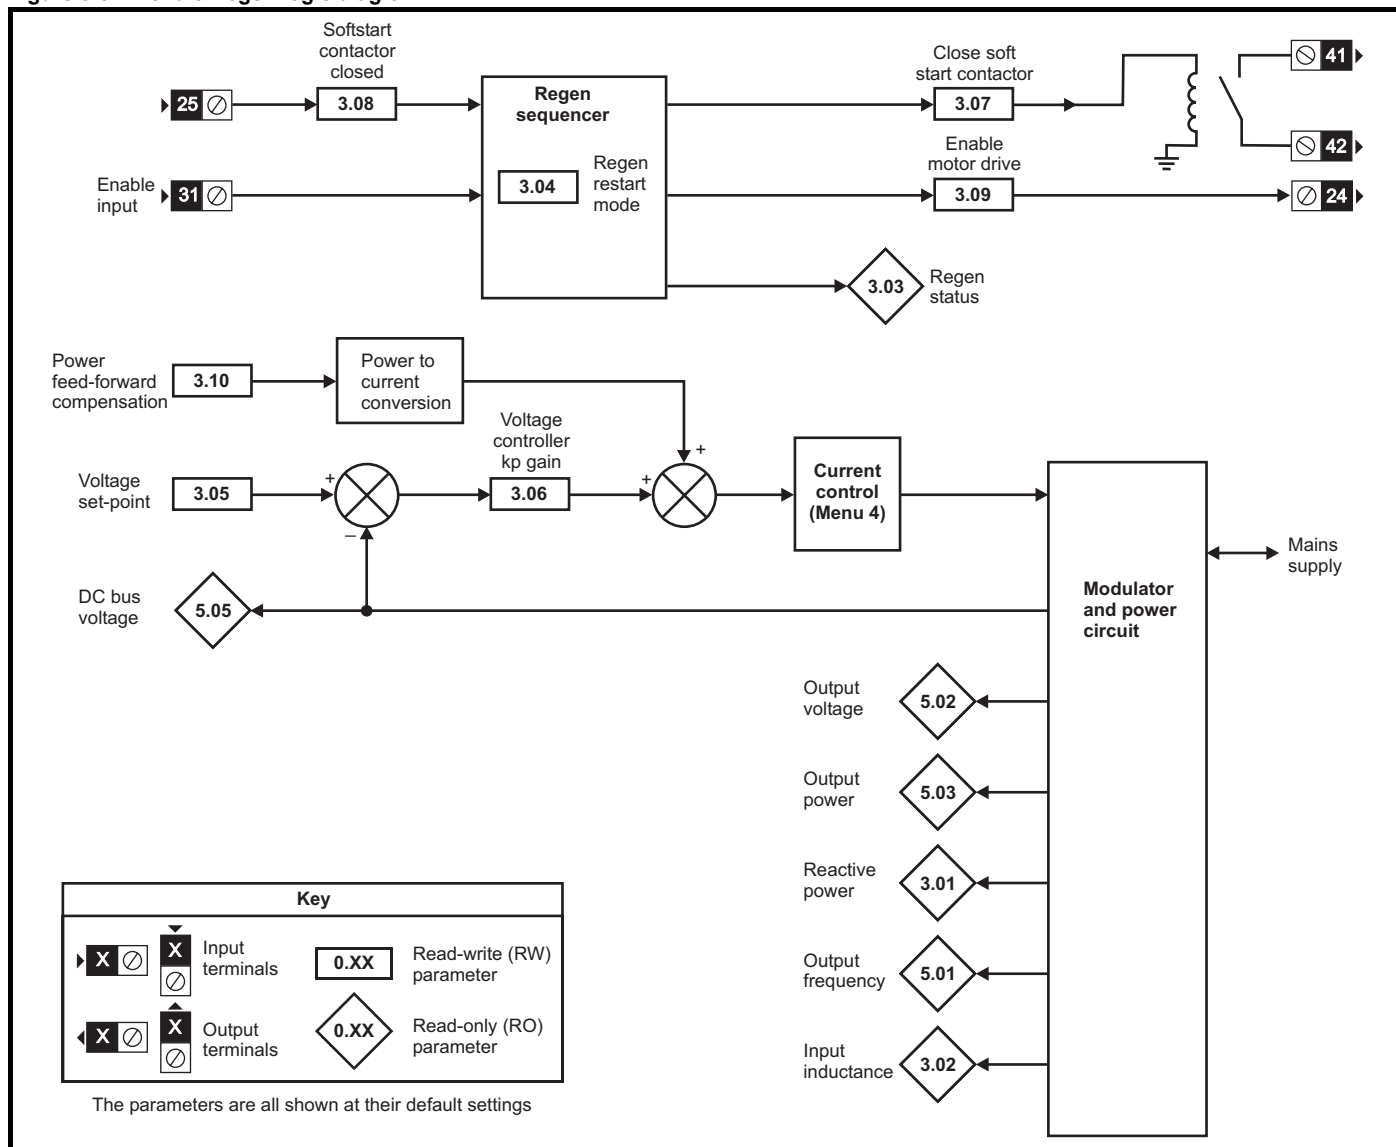 Softstart
contactor
closed
25
3.08
Regen
sequencer
Close soft
start contactor
3.07
41
42
Enable
input
31
3.04
Regen
restart
mode
Enable
motor drive
3.09
24
3.03
Regen
status
Power
feed-forward
compensation
3.10
Power to
current
conversion
Voltage
controller
kp gain
+
Voltage
set-point
3.05
+
−
3.06
+
Current
control
(Menu 4)
Mains
supply
DC bus
voltage
5.05
Modulator
and power
circuit
Output
voltage
5.02
Output
power
5.03
Reactive
power
3.01
Output
frequency
5.01
Input
inductance
3.02
Key
X
X
Input
terminals
0.XX
Read-write (RW)
parameter
X
X
Output
terminals
0.XX
Read-only (RO)
parameter
The parameters are all shown at their default settings